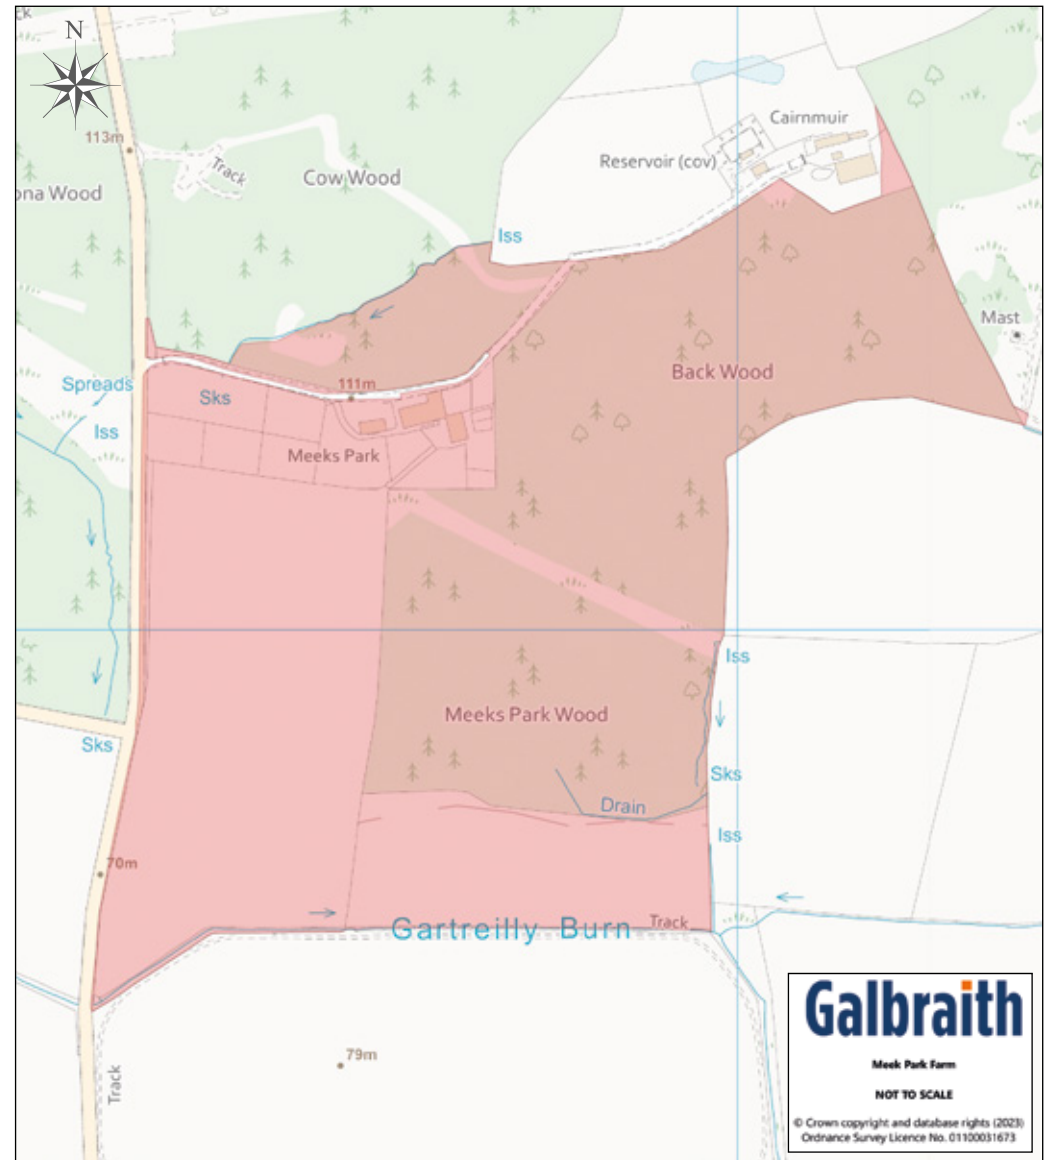 ck
N
113m
Track
Cow Wood
ona Wood
Cairnmuir
Reservoir (cov)
Iss
Mast
Spreads
Sks
111m
Back Wood
Iss
Meeks Park
Iss
Meeks Park Wood
Sks
Sks
Drain
Iss
70m
Gartreilly Burn
Track
79m
Track
Galbraith
Meek Park Farm
NOT TO SCALE
© Crown copyright and database rights (2023)
Ordnance Survey Licence No. 01100031673